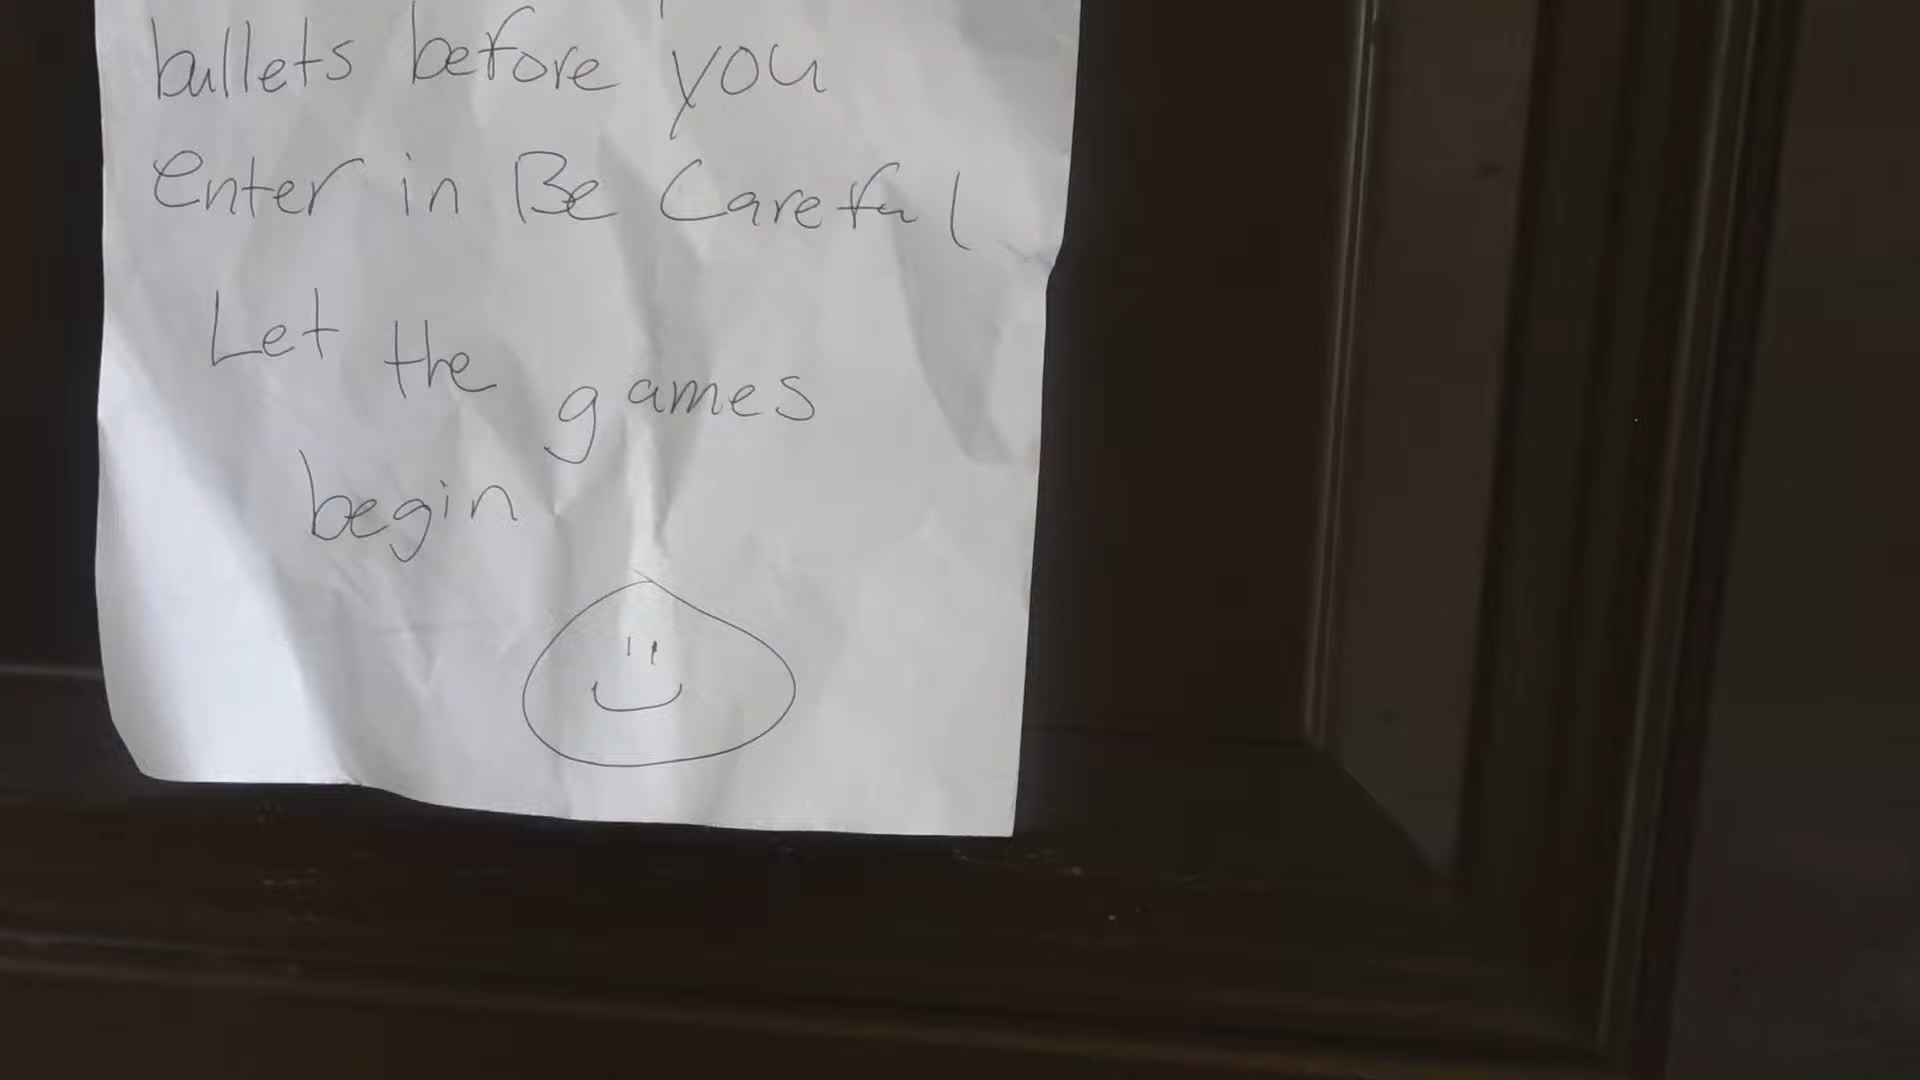 bullets before you
enter in Be Careful
Let the games
begin